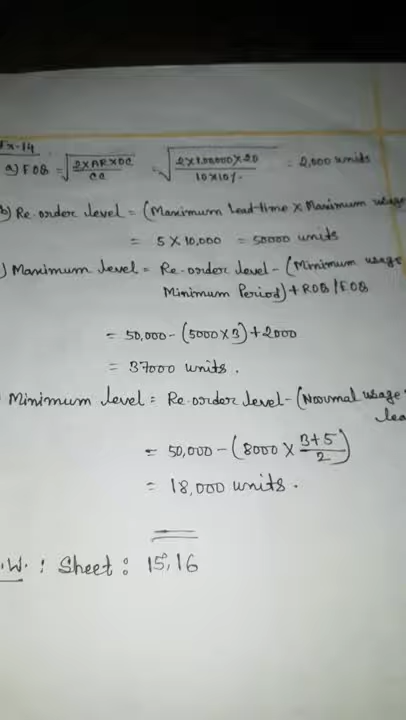 Ex-14
a) EOQ = √(2×AR×OC / CC) = √(2×1,00,000×20 / 10×10%) = 2,000 units
b) Re-order level = (Maximum Lead-time × Maximum usage
= 5 × 10,000 = 50000 units
) Maximum level = Re-order level - (Minimum usage
Minimum Period) + ROQ/EOQ
= 50,000 - (5000 × 3) + 2000
= 37000 units.
Minimum level = Re-order level - (Normal usage ×
lea
= 50,000 - (8000 × 3+5 / 2)
= 18,000 units.
.W. : Sheet : 15, 16